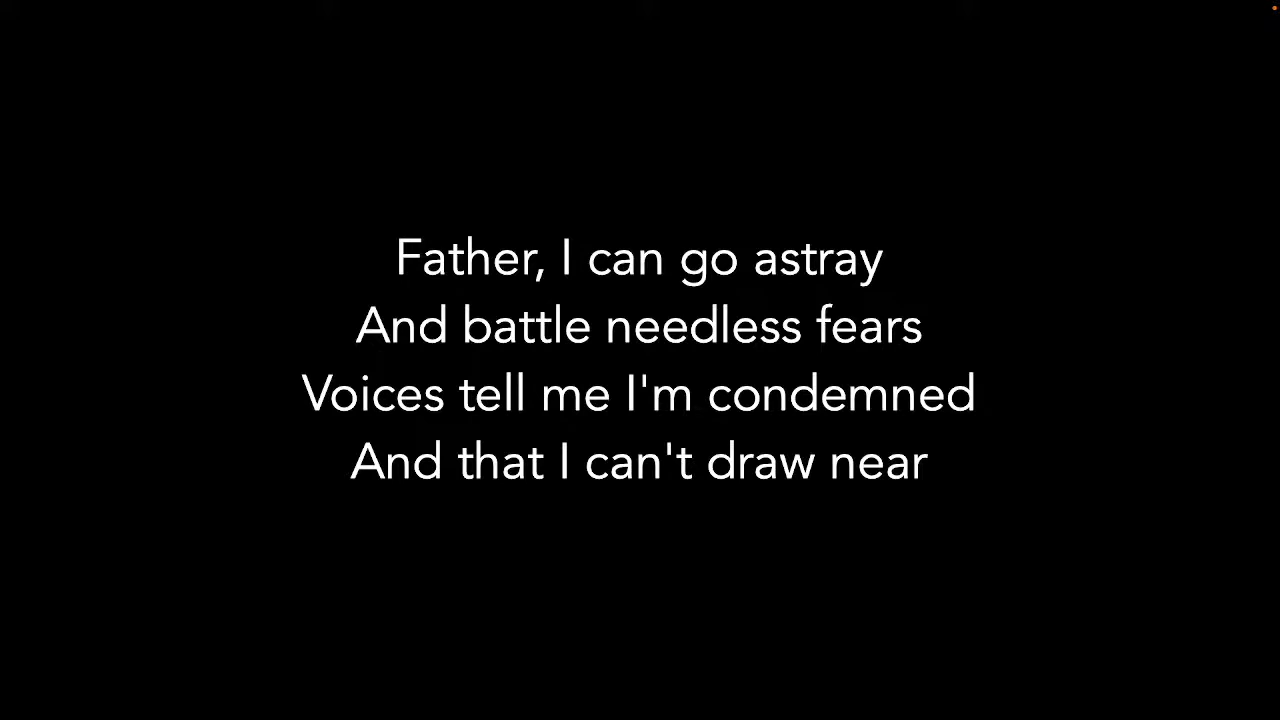 Father, I can go astray
And battle needless fears
Voices tell me I'm condemned
And that I can't draw near